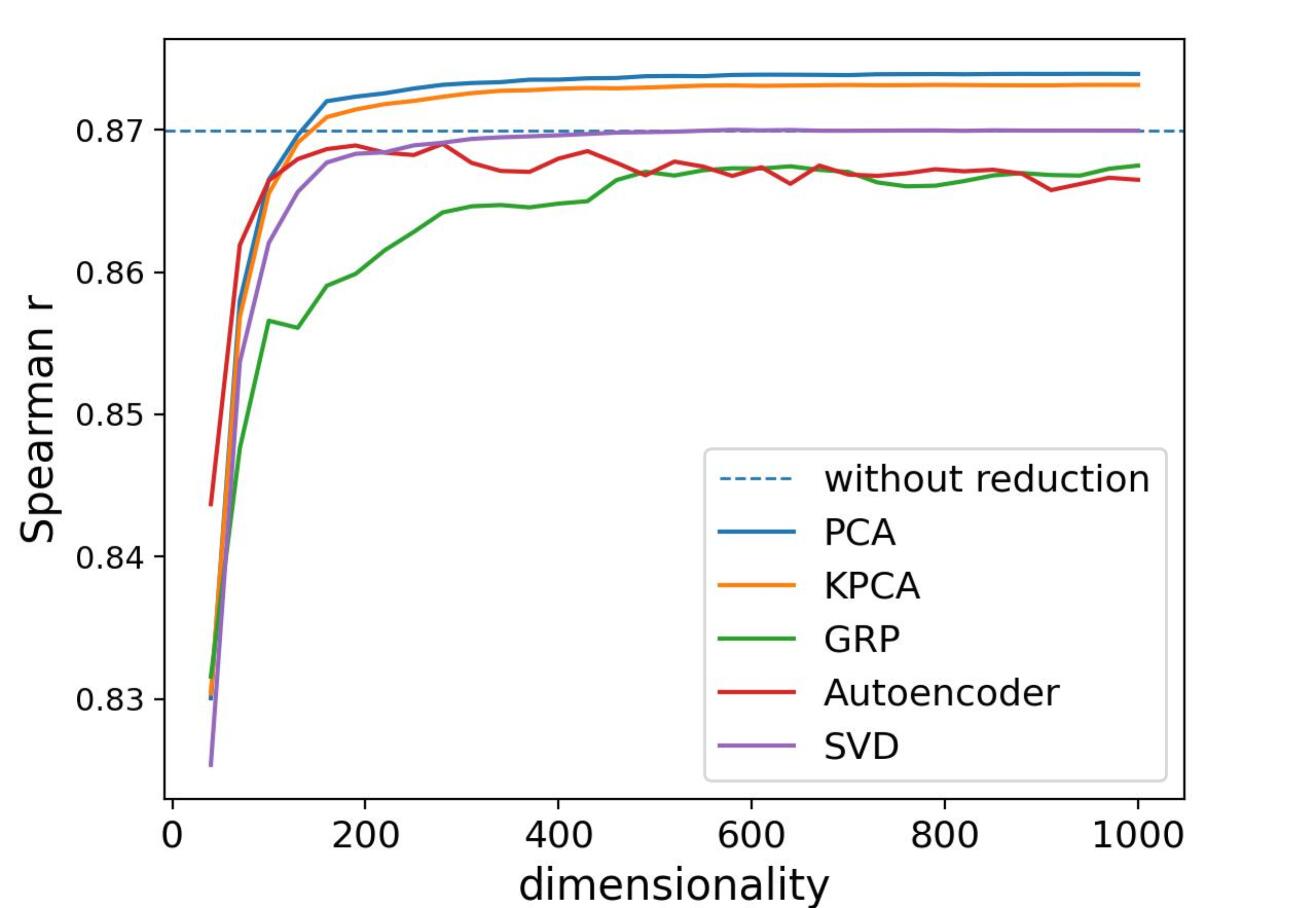 0.87
0.86
0.85
0.84
0.83
Spearman r
without reduction
PCA
KPCA
GRP
Autoencoder
SVD
0 200 400 600 800 1000
dimensionality